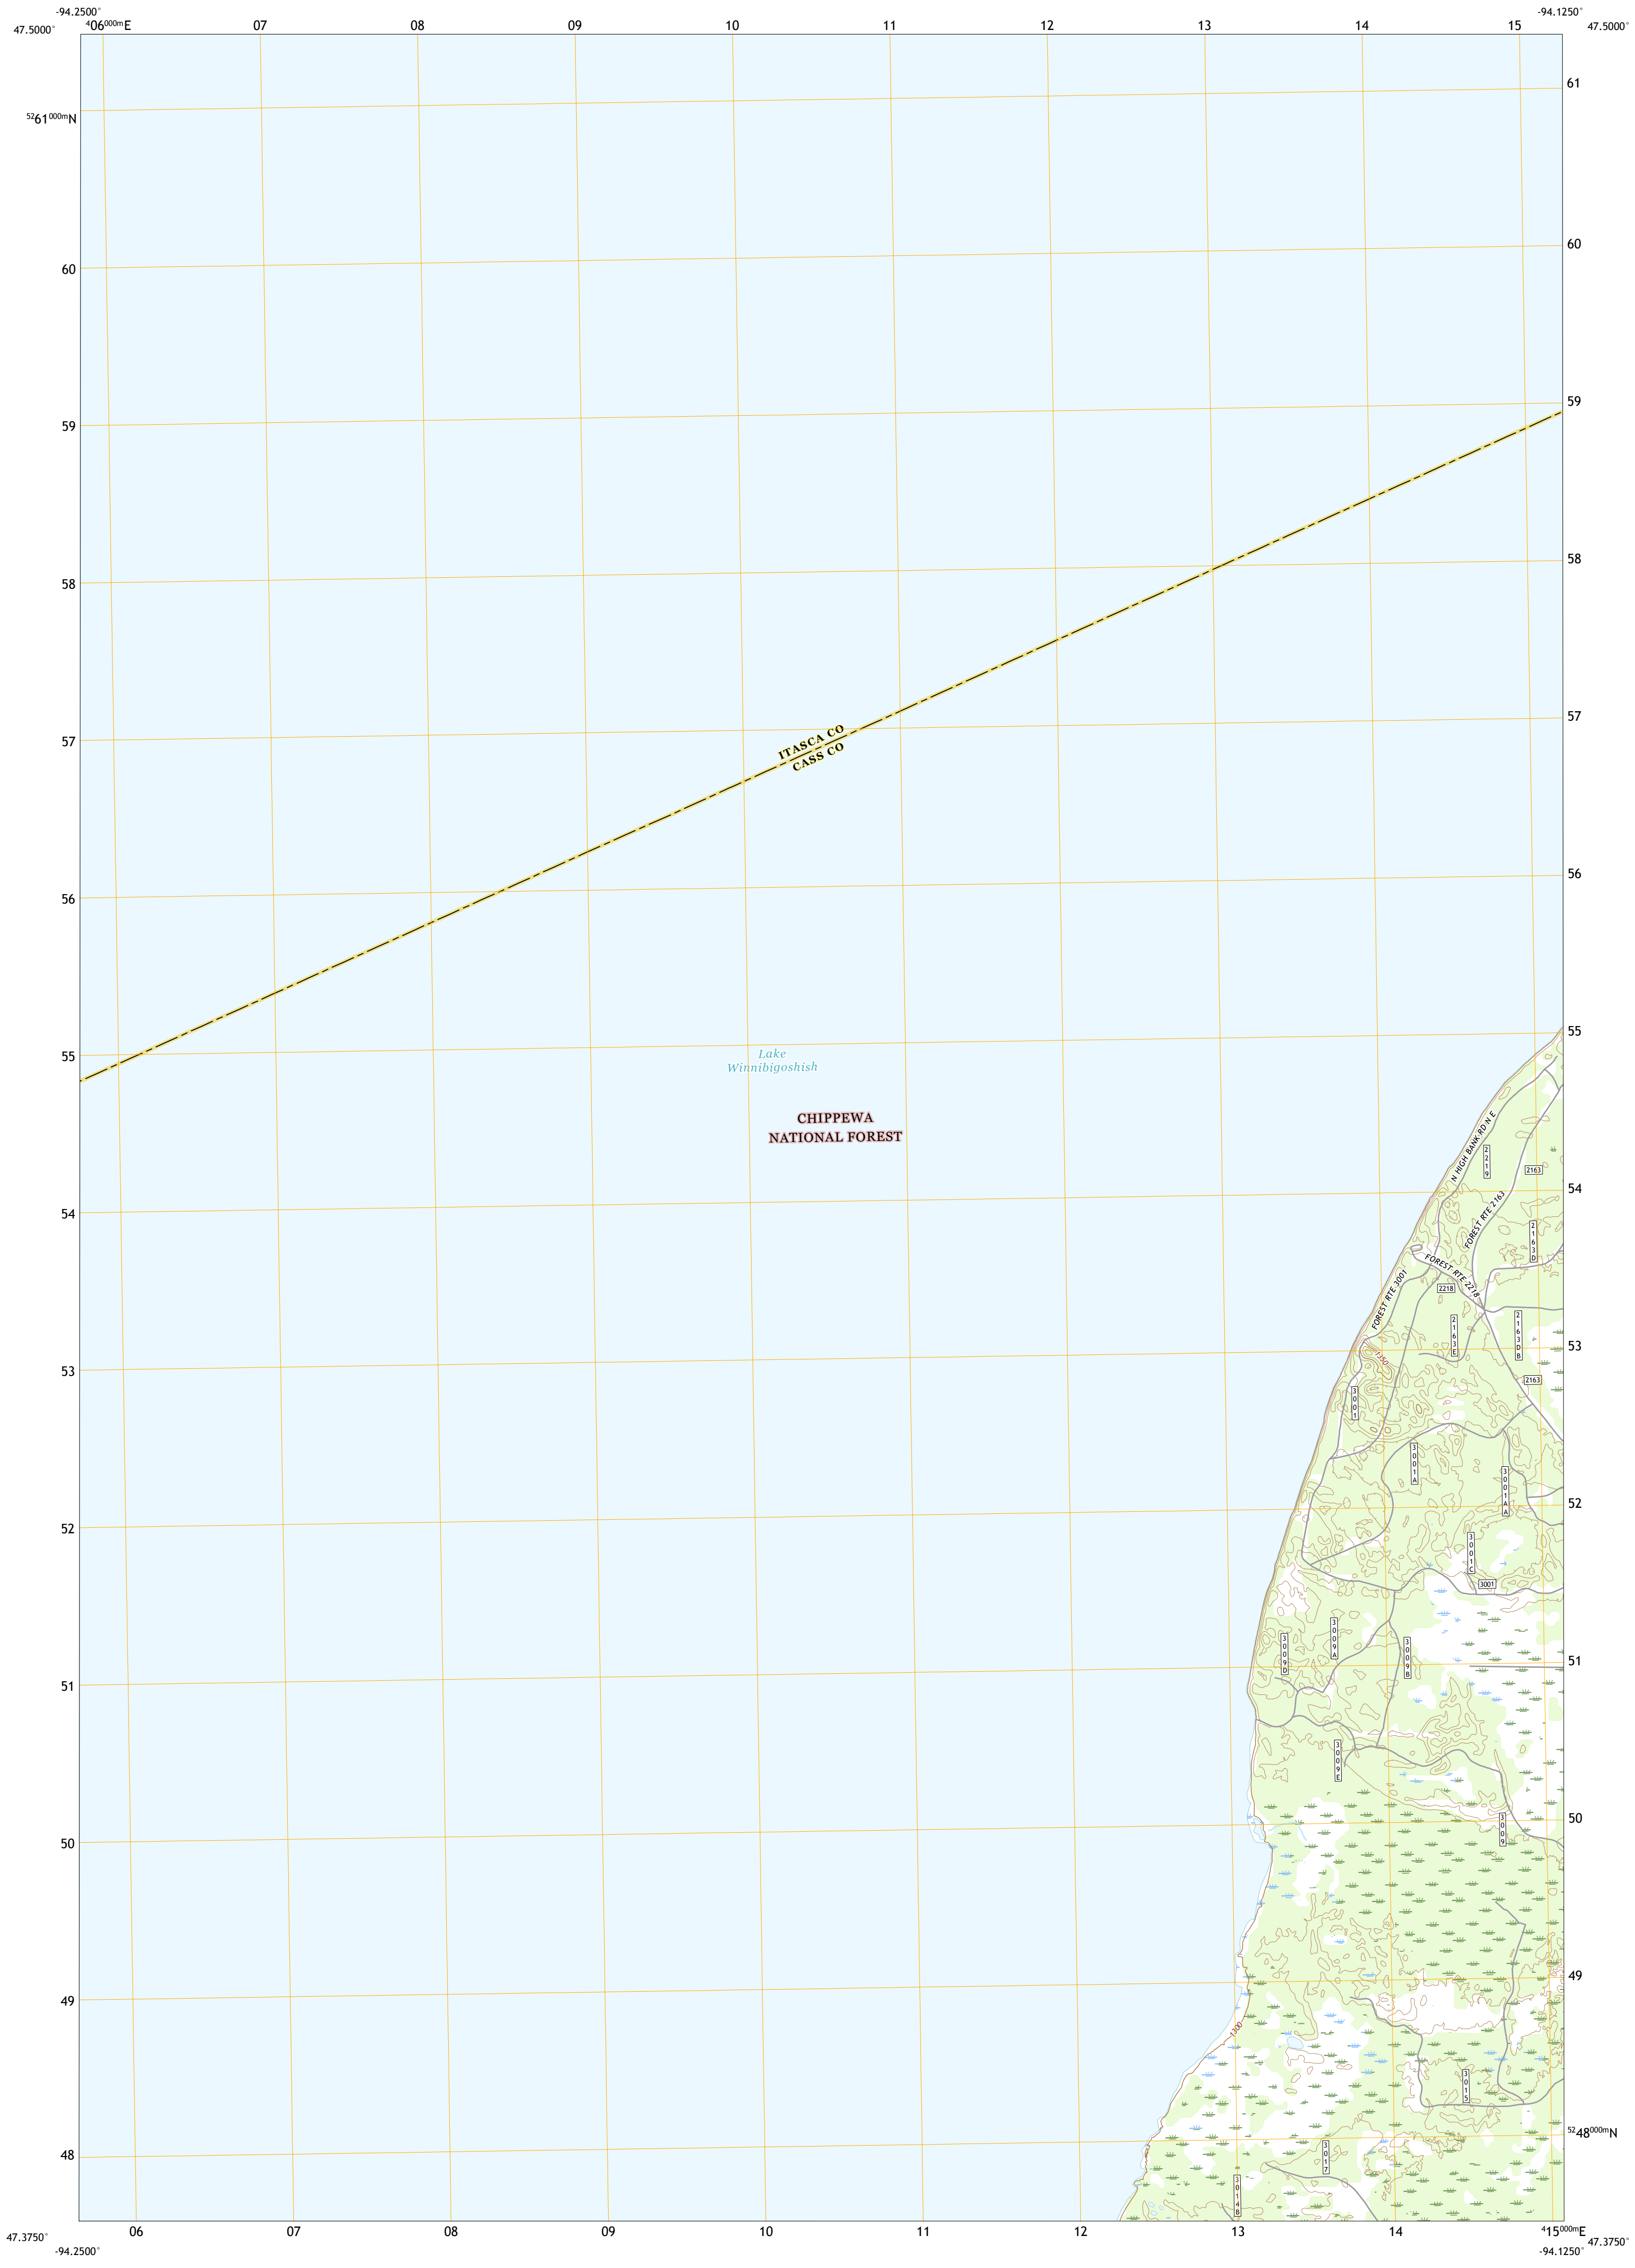 -94.2500°
-94.1250°
47.5000°
⁴06⁰⁰⁰ᵐE
07
08
09
10
11
12
13
14
15
47.5000°
61
⁵²61⁰⁰⁰ᵐN
60
60
59
59
58
58
57
57
ITASCA CO
CASS CO
56
56
55
55
Lake
Winnibigoshish
CHIPPEWA
NATIONAL FOREST
N HIGH BANK RD N E
2219
2163
54
54
FOREST RTE 2163
2163D
FOREST RTE 2218
FOREST RTE 3001
2218
2163E
2163DB
53
53
1350
2163
3001
3001A
3001AA
52
52
3001C
3001
3009A
3009D
3009B
51
51
3009E
3009
50
50
49
49
1300
3015
⁵²48⁰⁰⁰ᵐN
48
3017
3014B
47.3750°
06
07
08
09
10
11
12
13
14
⁴15⁰⁰⁰ᵐE
47.3750°
-94.2500°
-94.1250°